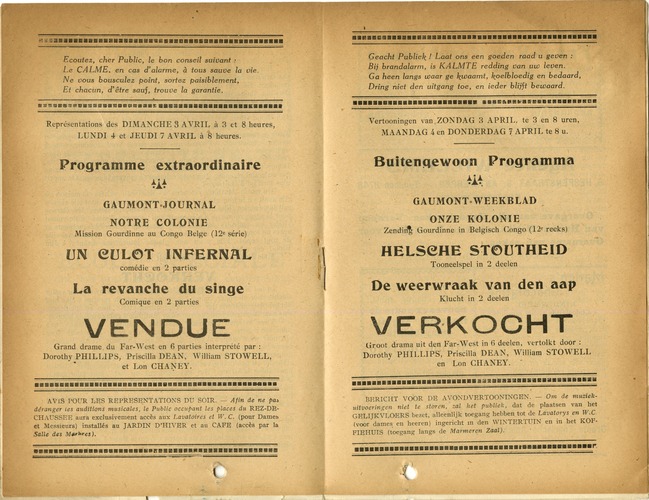 Ecoutez, cher Public, le bon conseil suivant :
Le CALME, en cas d'alarme, à tous sauve la vie.
Ne vous bousculez point, sortez paisiblement,
Et chacun, d'être sauf, trouve la garantie.
Représentations des DIMANCHE 3 AVRIL à 3 et 8 heures,
LUNDI 4 et JEUDI 7 AVRIL à 8 heures.
Programme extraordinaire
GAUMONT-JOURNAL
NOTRE COLONIE
Mission Gourdinne au Congo Belge (12e série)
UN CULOT INFERNAL
comédie en 2 parties
La revanche du singe
Comique en 2 parties
VENDUE
Grand drame du Far-West en 6 parties interprété par :
Dorothy PHILLIPS, Priscilla DEAN, William STOWELL,
et Lon CHANEY.
AVIS POUR LES REPRESENTATIONS DU SOIR. — Afin de ne pas
déranger les auditions musicales, le Public occupant les places du REZ-DE-
CHAUSSEE aura exclusivement accès aux Lavatoires et W.C. (pour Dames
et Messieurs) installés au JARDIN D'HIVER et au CAFE (accès par la
Salle des Marbres).
Geacht Publiek ! Laat ons een goeden raad u geven :
Bij brandalarm, is KALMTE redding van uw leven.
Ga heen langs waar ge kwaamt, koelbloedig en bedaard,
Dring niet den uitgang toe, en ieder blijft bewaard.
Vertooningen van ZONDAG 3 APRIL. te 3 en 8 uren,
MAANDAG 4 en DONDERDAG 7 APRIL te 8 u.
Buitengewoon Programma
GAUMONT-WEEKBLAD
ONZE KOLONIE
Zending Gourdinne in Belgisch Congo (12e reeks)
HELSCHE STOUTHEID
Tooneelspel in 2 deelen
De weerwraak van den aap
Klucht in 2 deelen
VERKOCHT
Groot drama uit den Far-West in 6 deelen, vertolkt door :
Dorothy PHILLIPS, Priscilla DEAN, William STOWELL
en Lon CHANEY.
BERICHT VOOR DE AVONDVERTOONINGEN. — Om de muziek-
uitvoeringen niet te storen, zal het publiek, dat de plaatsen van het
GELIJKVLOERS bezet, alleenlijk toegang hebben tot de Lavatorys en W.C
(voor dames en heeren) ingericht in den WINTERTUIN en in het KOF-
FIEHUIS (toegang langs de Marmeren Zaal).